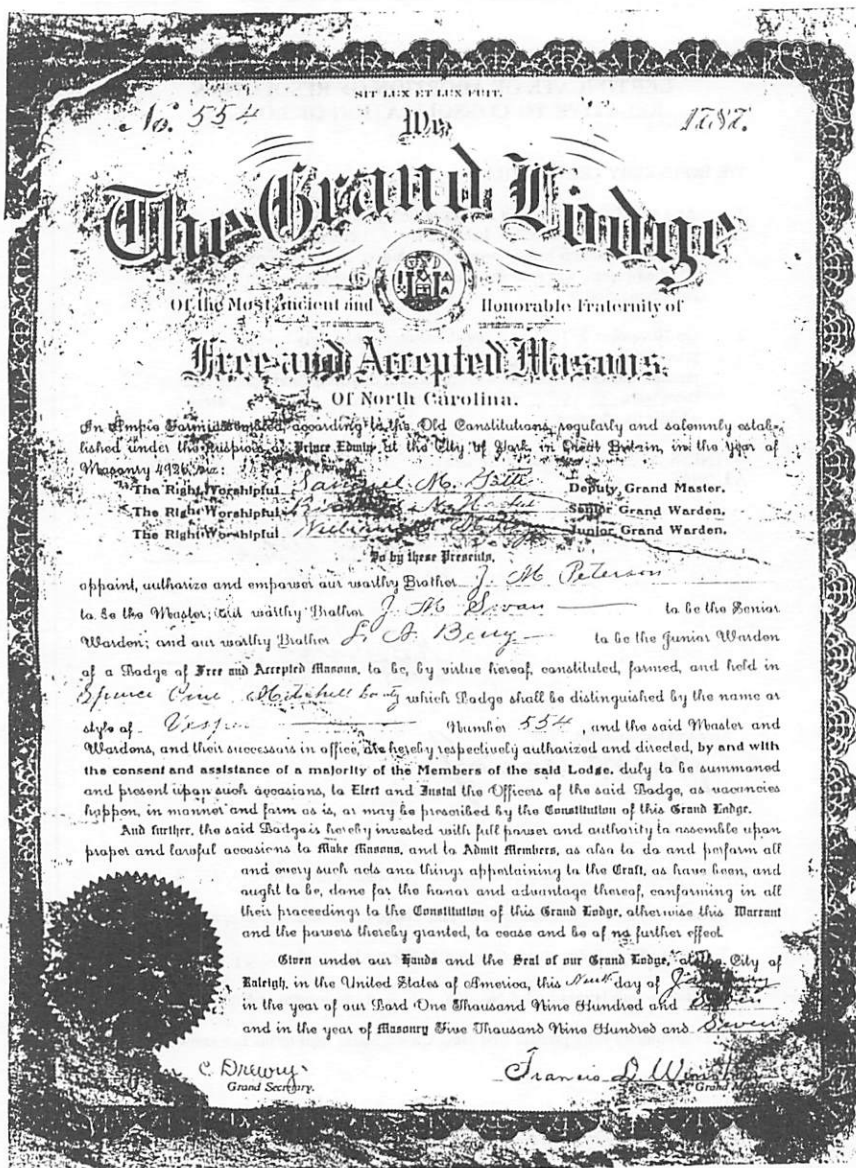 SIT LUX ET LUX FUIT.
No. 554
We,
1787.
The Grand Lodge
Of the Most Ancient and Honorable Fraternity of
Free and Accepted Masons,
Of North Carolina.
In Ampio Forma assembled, according to the Old Constitutions, regularly and solemnly estab-
lished under the Auspices of Prince Edwin, at the City of York, in Great Britain, in the year of
Masonry 4926, viz:
The Right Worshipful Samuel M. Deputy Grand Master.
The Right Worshipful Senior Grand Warden.
The Right Worshipful William Junior Grand Warden.
Do by these Presents,
appoint, authorize and empower our worthy Brother J. M. Peterson
to be the Master; our worthy Brother J. M. Swan to be the Senior
Warden; and our worthy Brother Berry to be the Junior Warden
of a Lodge of Free and Accepted Masons, to be, by virtue hereof, constituted, formed, and held in
Spruce Pine Mitchell County which Lodge shall be distinguished by the name or
style of Vesper Number 554, and the said Master and
Wardens, and their successors in office, are hereby respectively authorized and directed, by and with
the consent and assistance of a majority of the Members of the said Lodge, duly to be summoned
and present upon such occasions, to Elect and Instal the Officers of the said Lodge, as vacancies
happen, in manner and form as is, or may be prescribed by the Constitution of this Grand Lodge.
And further, the said Lodge is hereby invested with full power and authority to assemble upon
proper and lawful occasions to Make Masons, and to Admit Members, as also to do and perform all
and every such acts and things appertaining to the Craft, as have been, and
ought to be, done for the honor and advantage thereof, conforming in all
their proceedings to the Constitution of this Grand Lodge, otherwise this Warrant
and the powers thereby granted, to cease and be of no further effect.
Given under our Hands and the Seal of our Grand Lodge, at the City of
Raleigh, in the United States of America, this day of January
in the year of our Lord One Thousand Nine Hundred and Seven
and in the year of Masonry Five Thousand Nine Hundred and Seven
C. Drewry.
Francis D. Winston
Grand Secretary.
Grand Master.